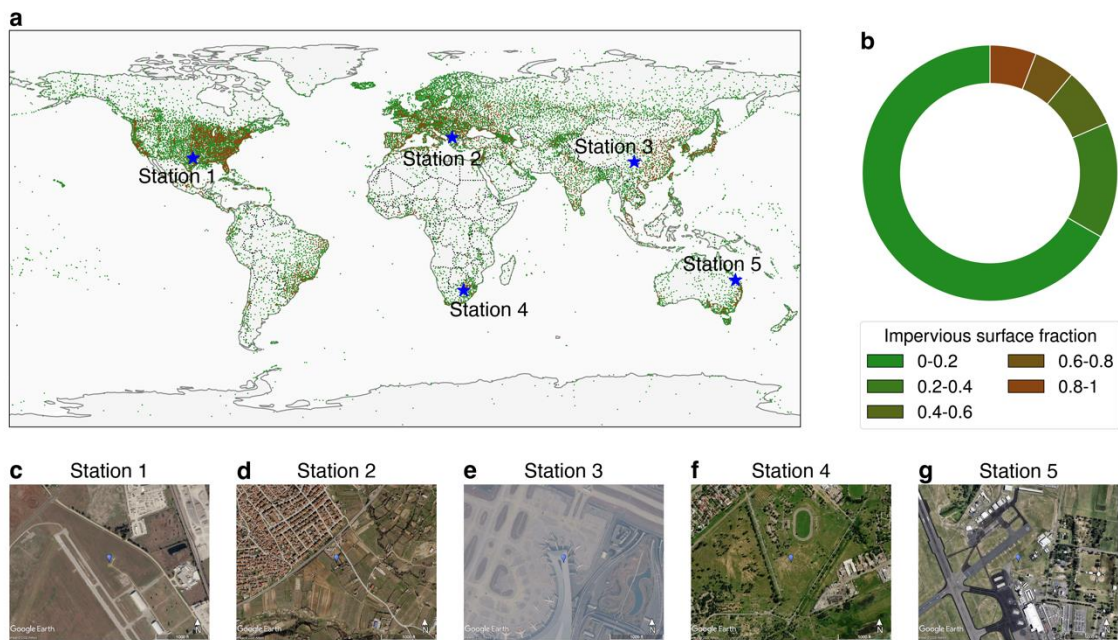 a
Station 1
Station 2
Station 3
Station 4
Station 5
b
Impervious surface fraction
0-0.2
0.2-0.4
0.4-0.6
0.6-0.8
0.8-1
c Station 1
d Station 2
e Station 3
f Station 4
g Station 5
Google Earth
N
Google Earth
N
Google Earth
N
Google Earth
N
Google Earth
N